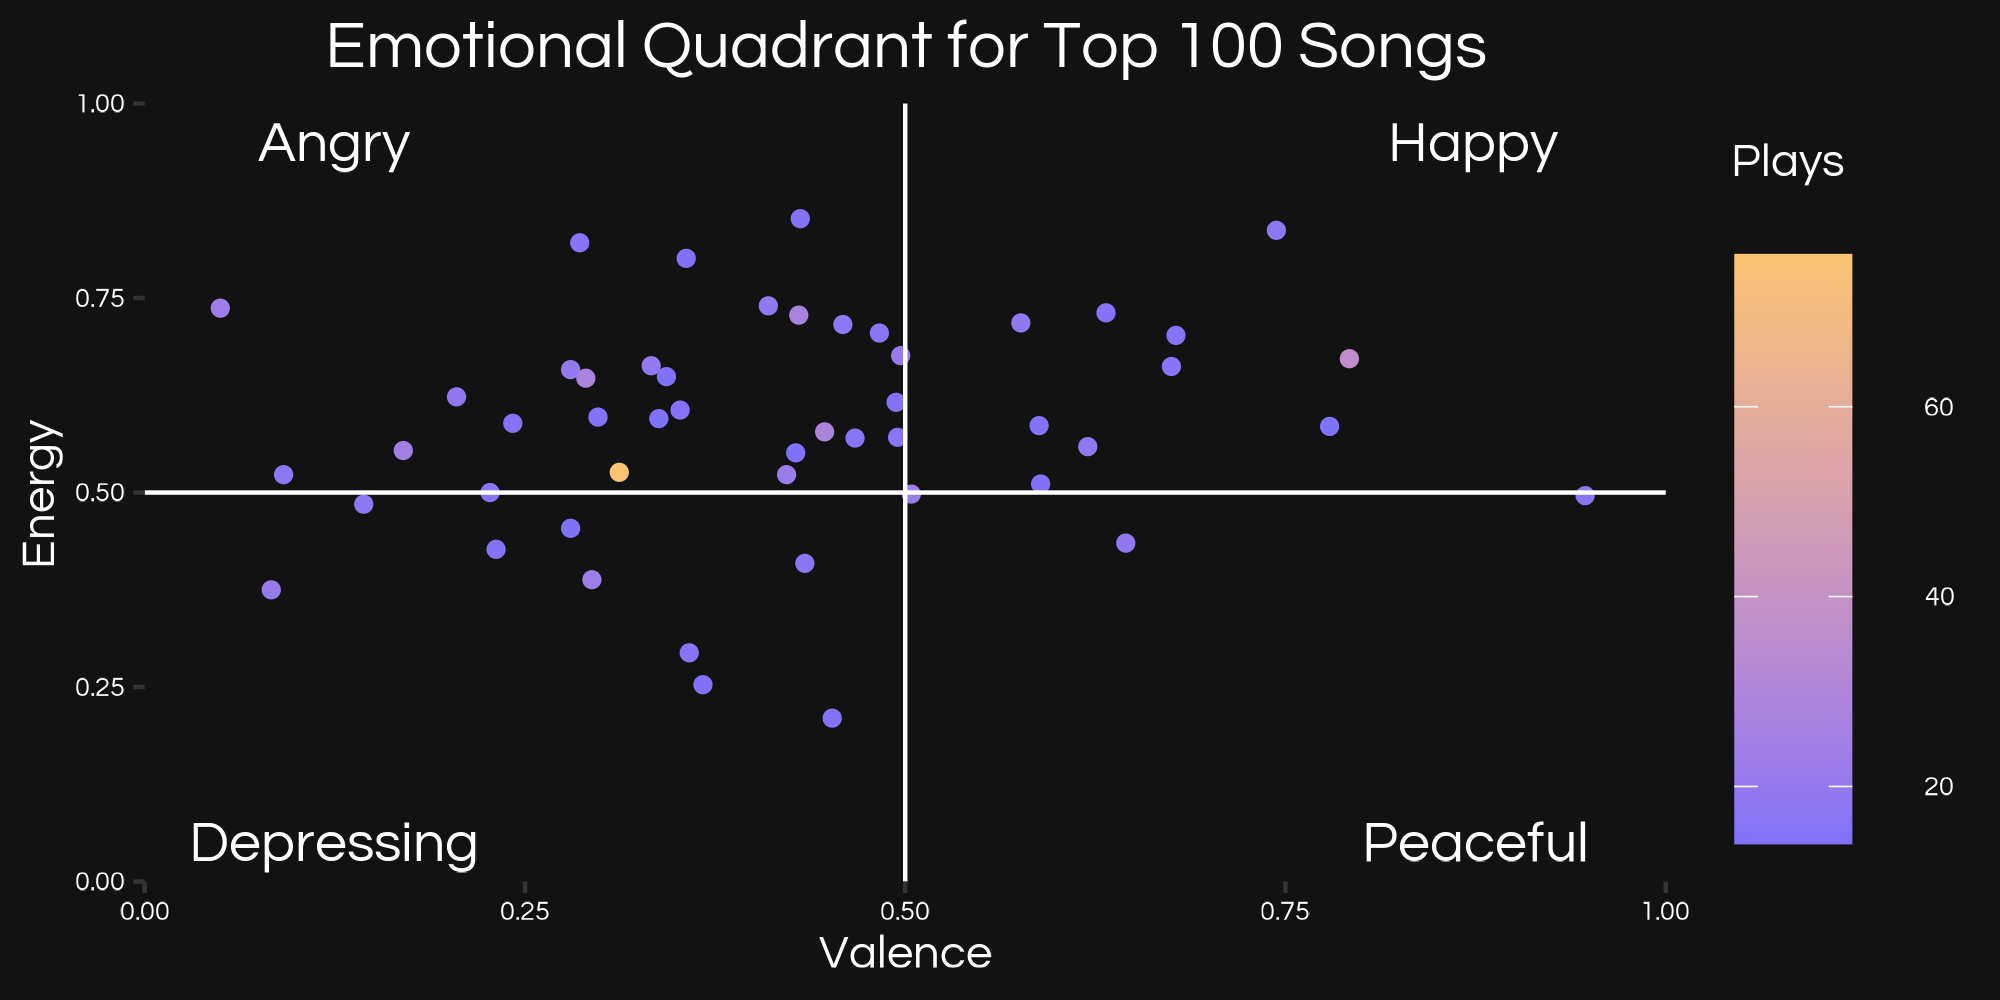 Emotional Quadrant for Top 100 Songs
1.00
Angry
Happy
Plays
0.75
60
Energy
0.50
40
0.25
20
Depressing
Peaceful
0.00
0.00 0.25 0.50 0.75 1.00
Valence